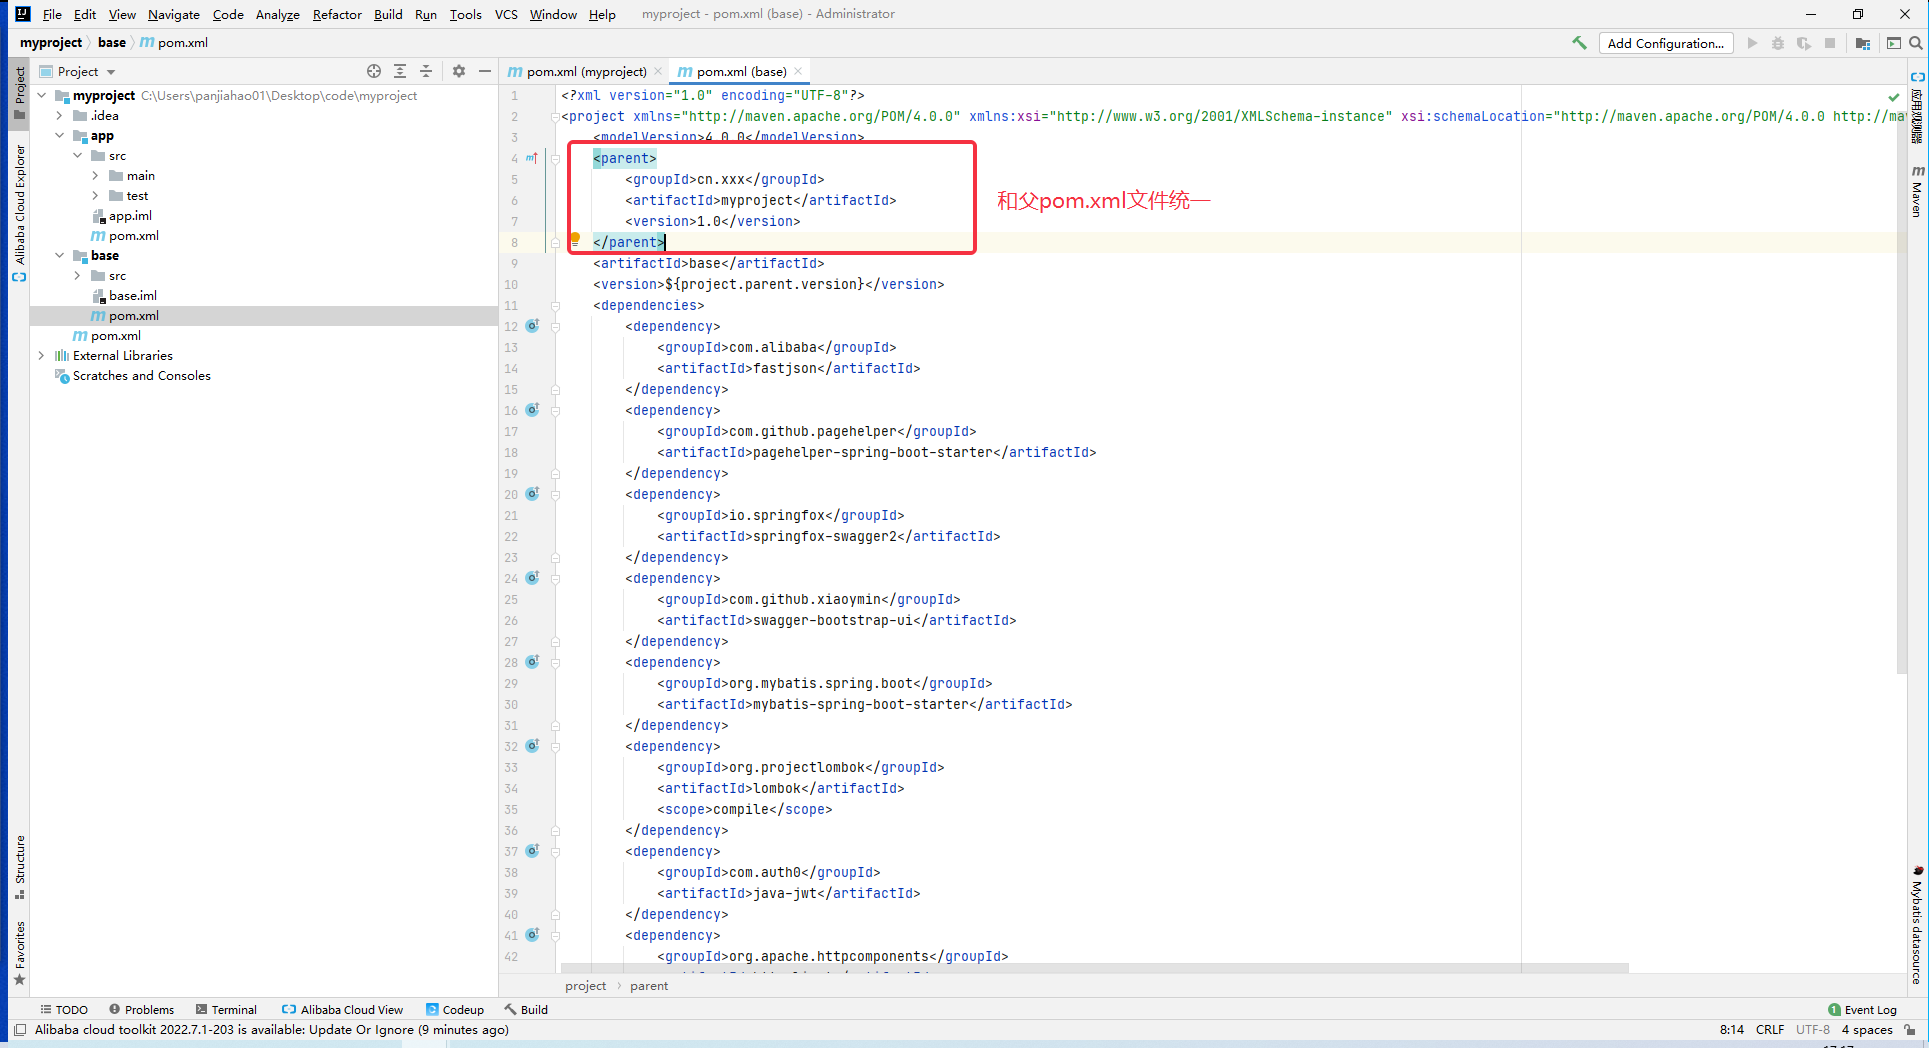 File Edit View Navigate Code Analyze Refactor Build Run Tools VCS Window Help myproject - pom.xml (base) - Administrator
myproject base pom.xml
Add Configuration...
Project
pom.xml (myproject)
pom.xml (base)
Project
Alibaba Cloud Explorer
Structure
Favorites
myproject C:\Users\panjiahao01\Desktop\code\myproject
.idea
app
src
main
test
app.iml
pom.xml
base
src
base.iml
pom.xml
pom.xml
External Libraries
Scratches and Consoles
1 <?xml version="1.0" encoding="UTF-8"?>
2 <project xmlns="http://maven.apache.org/POM/4.0.0" xmlns:xsi="http://www.w3.org/2001/XMLSchema-instance" xsi:schemaLocation="http://maven.apache.org/POM/4.0.0 http://ma
3 <modelVersion>4.0.0</modelVersion>
4 <parent>
5 <groupId>cn.xxx</groupId>
6 <artifactId>myproject</artifactId>
和父pom.xml文件统一
7 <version>1.0</version>
8 </parent>
9 <artifactId>base</artifactId>
10 <version>${project.parent.version}</version>
11 <dependencies>
12 <dependency>
13 <groupId>com.alibaba</groupId>
14 <artifactId>fastjson</artifactId>
15 </dependency>
16 <dependency>
17 <groupId>com.github.pagehelper</groupId>
18 <artifactId>pagehelper-spring-boot-starter</artifactId>
19 </dependency>
20 <dependency>
21 <groupId>io.springfox</groupId>
22 <artifactId>springfox-swagger2</artifactId>
23 </dependency>
24 <dependency>
25 <groupId>com.github.xiaoymin</groupId>
26 <artifactId>swagger-bootstrap-ui</artifactId>
27 </dependency>
28 <dependency>
29 <groupId>org.mybatis.spring.boot</groupId>
30 <artifactId>mybatis-spring-boot-starter</artifactId>
31 </dependency>
32 <dependency>
33 <groupId>org.projectlombok</groupId>
34 <artifactId>lombok</artifactId>
35 <scope>compile</scope>
36 </dependency>
37 <dependency>
38 <groupId>com.auth0</groupId>
39 <artifactId>java-jwt</artifactId>
40 </dependency>
41 <dependency>
42 <groupId>org.apache.httpcomponents</groupId>
project parent
Maven
Mybatis datasource
TODO Problems Terminal Alibaba Cloud View Codeup Build
1 Event Log
Alibaba cloud toolkit 2022.7.1-203 is available: Update Or Ignore (9 minutes ago)
8:14 CRLF UTF-8 4 spaces